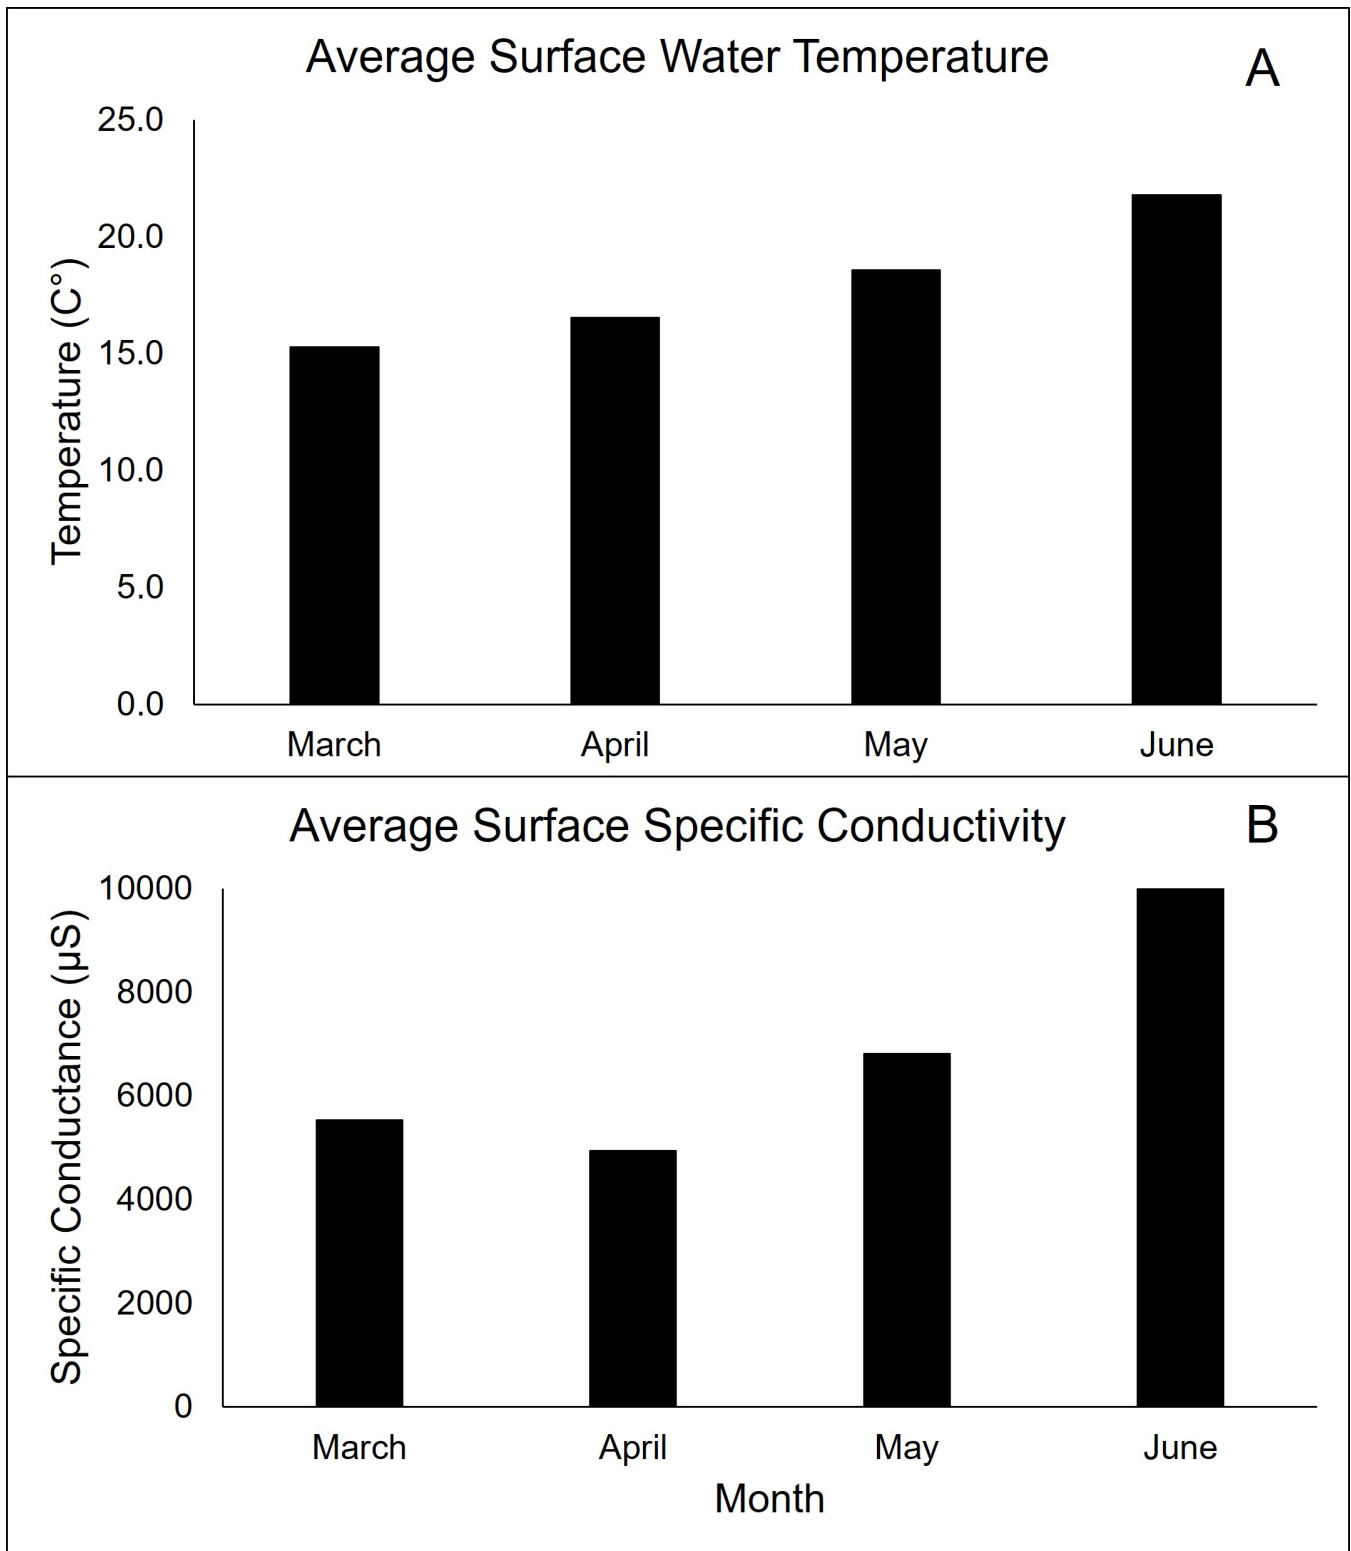 Average Surface Water Temperature
A
Temperature (C°)
25.0
20.0
15.0
10.0
5.0
0.0
March April May June
Average Surface Specific Conductivity
B
Specific Conductance (µS)
10000
8000
6000
4000
2000
0
March April May June
Month